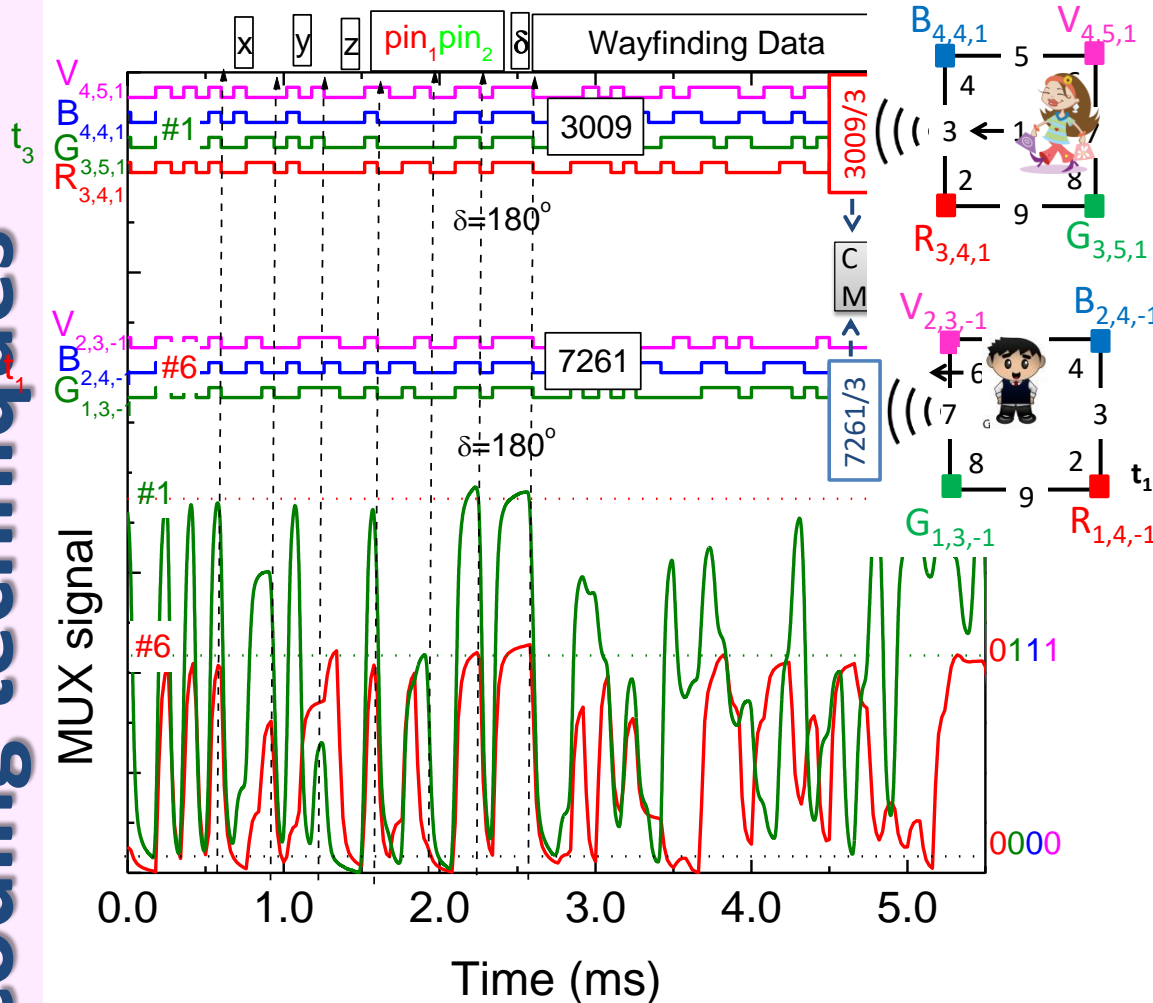 x y z pin₁pin₂ δ Wayfinding Data
V4,5,1
B4,4,1
G3,5,1
R3,4,1
t₃
#1
3009
3009/3
δ=180°
C
M
V2,3,-1
B2,4,-
G1,3,-
t₁
#6
7261
7261/3
δ=180°
#1
#6
MUX signal
0111
0000
0.0 1.0 2.0 3.0 4.0 5.0
Time (ms)
B4,4,1 V4,5,1
5
4
3 1 7
2 8
9
R3,4,1 G3,5,1
V2,3,-1 B2,4,-1
6 4
7 3
G
8 2
9
t₁
G1,3,-1 R1,4,-1